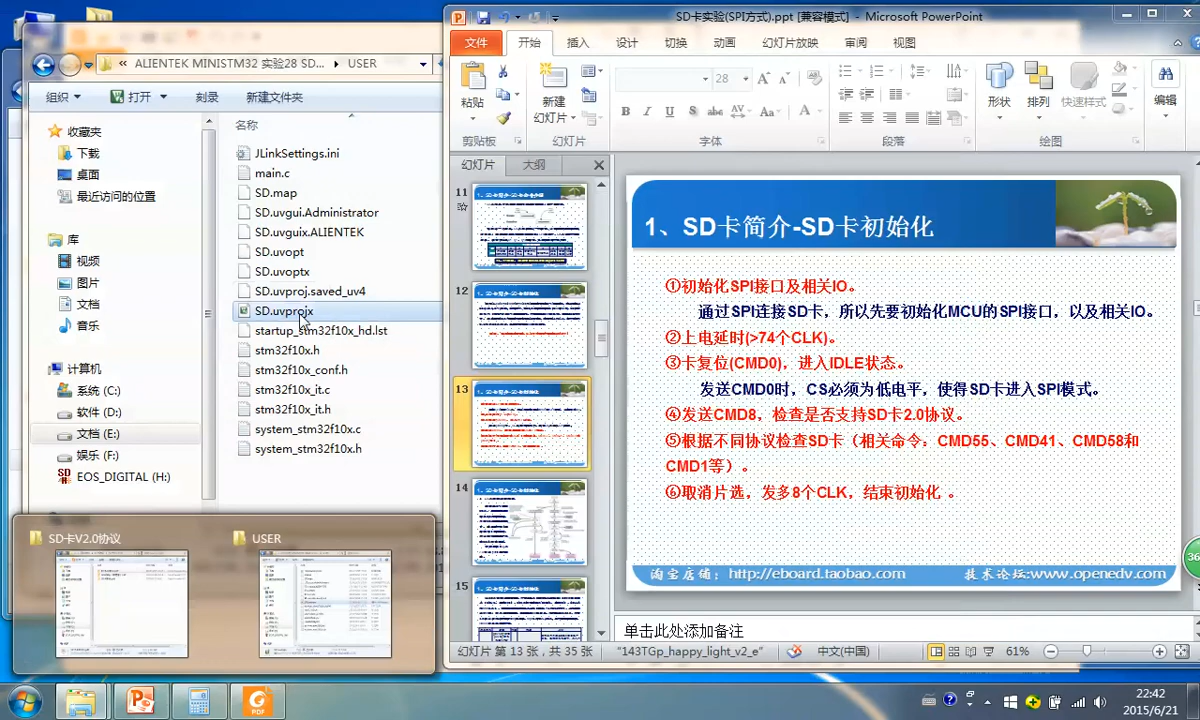 SD卡实验(SPI方式).ppt [兼容模式] - Microsoft PowerPoint
文件 开始 插入 设计 切换 动画 幻灯片放映 审阅 视图
粘贴
新建
幻灯片
28
B I U S abc AV Aa A
形状 排列 快速样式 编辑
剪贴板 幻灯片 字体 段落 绘图
« ALIENTEK MINISTM32 实验28 SD... ▸ USER
组织 打开 刻录 新建文件夹
收藏夹
下载
桌面
最近访问的位置
库
视频
图片
文档
音乐
计算机
系统 (C:)
软件 (D:)
文档 (E:)
娱乐 (F:)
EOS_DIGITAL (H:)
名称
JLinkSettings.ini
main.c
SD.map
SD.uvgui.Administrator
SD.uvguix.ALIENTEK
SD.uvopt
SD.uvoptx
SD.uvproj.saved_uv4
SD.uvprojx
startup_stm32f10x_hd.lst
stm32f10x.h
stm32f10x_conf.h
stm32f10x_it.c
stm32f10x_it.h
system_stm32f10x.c
system_stm32f10x.h
SD卡V2.0协议
USER
幻灯片 大纲
11
12
13
14
15
1、SD卡简介-SD卡初始化
①初始化SPI接口及相关IO。
通过SPI连接SD卡，所以先要初始化MCU的SPI接口，以及相关IO。
②上电延时(>74个CLK)。
③卡复位(CMD0)，进入IDLE状态。
发送CMD0时，CS必须为低电平，使得SD卡进入SPI模式。
④发送CMD8，检查是否支持SD卡2.0协议。
⑤根据不同协议检查SD卡（相关命令：CMD55、CMD41、CMD58和
CMD1等）。
⑥取消片选，发多8个CLK，结束初始化 。
淘宝店铺：http://eboard.taobao.com 技术论坛:www.openedv.com
36
单击此处添加备注
幻灯片 第 13 张，共 35 张 "143TGp_happy_light_v2_e" 中文(中国) 61%
22:42
2015/6/21